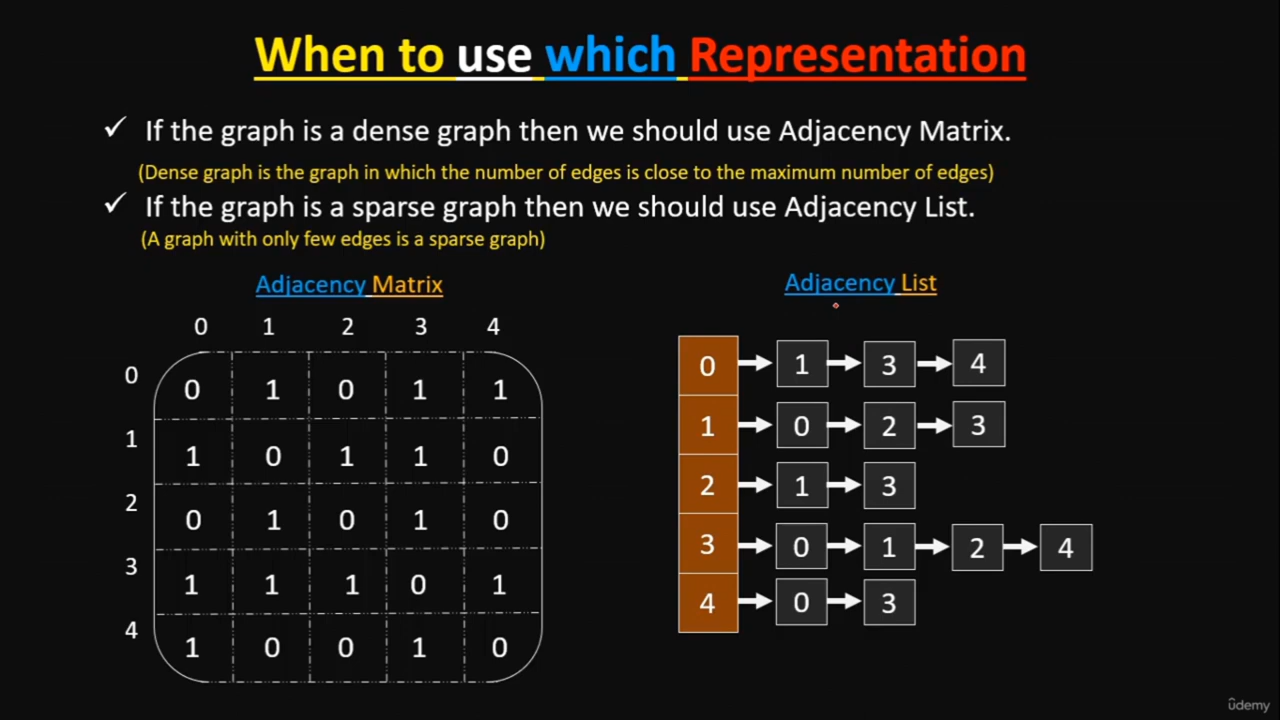 When to use which Representation
✓ If the graph is a dense graph then we should use Adjacency Matrix.
(Dense graph is the graph in which the number of edges is close to the maximum number of edges)
✓ If the graph is a sparse graph then we should use Adjacency List.
(A graph with only few edges is a sparse graph)
Adjacency Matrix
0 1 2 3 4
0 0 1 0 1 1
1 1 0 1 1 0
2 0 1 0 1 0
3 1 1 1 0 1
4 1 0 0 1 0
Adjacency List
0 1 3 4
1 0 2 3
2 1 3
3 0 1 2 4
4 0 3
ûdemy